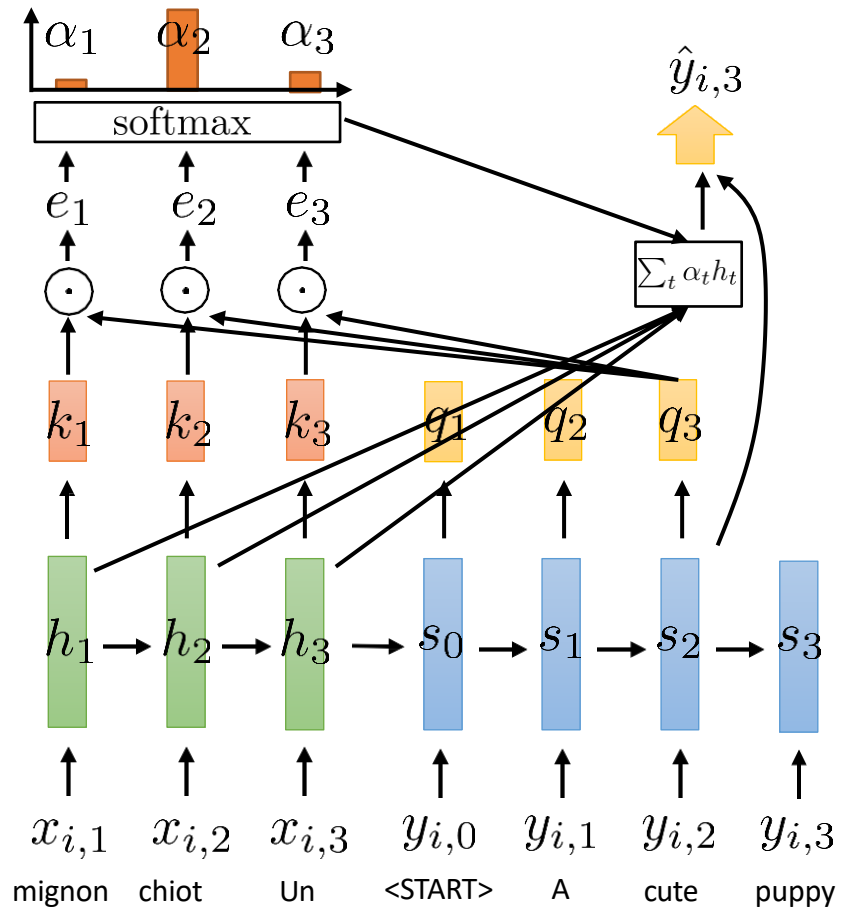 α₁ α₂ α₃
ŷᵢ,₃
softmax
e₁ e₂ e₃
∑ₜ αₜhₜ
k₁ k₂ k₃ q₁ q₂ q₃
h₁ h₂ h₃ s₀ s₁ s₂ s₃
xᵢ,₁ xᵢ,₂ xᵢ,₃ yᵢ,₀ yᵢ,₁ yᵢ,₂ yᵢ,₃
mignon chiot Un <START> A cute puppy